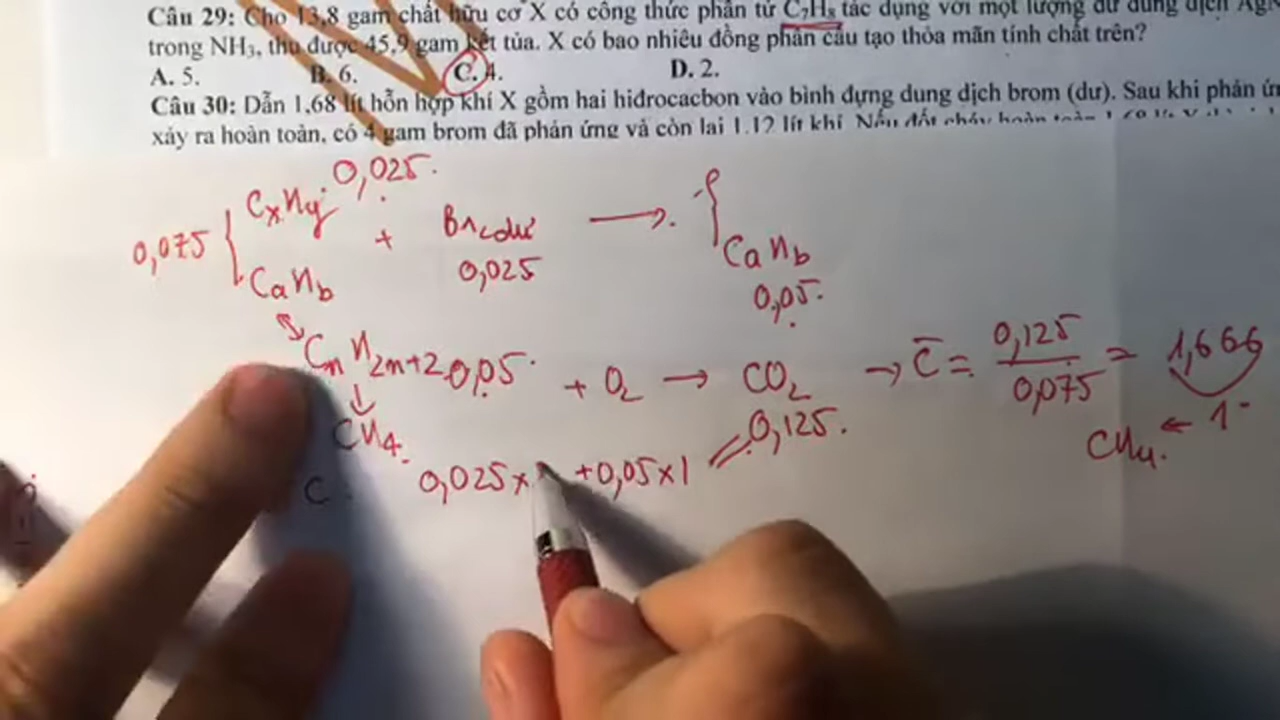 Câu 29: Cho 13,8 gam chất hữu cơ X có công thức phân tử C₇H₈ tác dụng với một lượng dư dung dịch
trong NH₃, thu được 45,9 gam kết tủa. X có bao nhiêu đồng phân cấu tạo thỏa mãn tính chất trên?
A. 5. B. 6. C. 4. D. 2.
Câu 30: Dẫn 1,68 lít hỗn hợp khí X gồm hai hiđrocacbon vào bình đựng dung dịch brom (dư). Sau khi phản
xảy ra hoàn toàn, có 4 gam brom đã phản ứng và còn lại 1,12 lít khí. Nếu đốt cháy hoàn toàn
0,025.
CxHy
0,075 { + Br₂ dư → {
CaHb 0,025 CaHb
0,05.
CnH2n+2 0,05. + O₂ → CO₂ → C̄ = 0,125 / 0,075 = 1,666
↓ 0,125. CH₄ ← 1
CH₄.
C: 0,025 x + 0,05 x 1